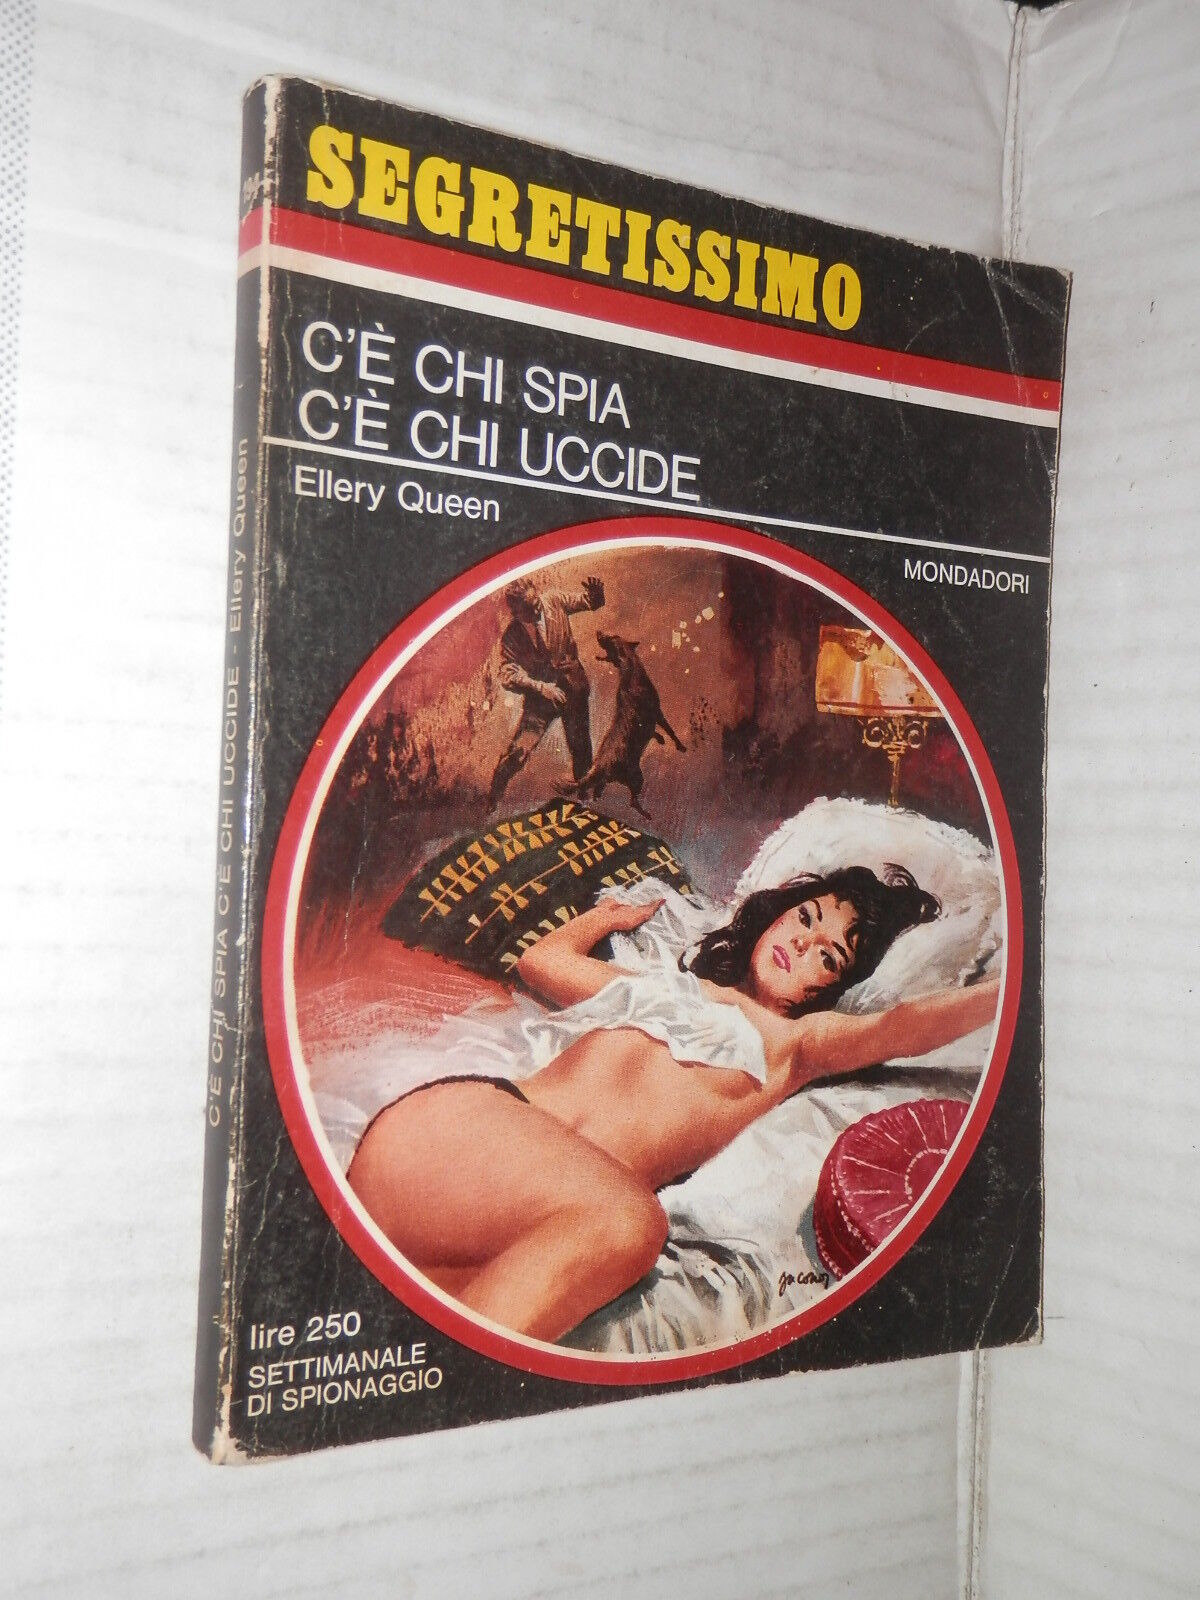 SEGRETISSIMO
C'È CHI SPIA
C'È CHI UCCIDE
Ellery Queen
MONDADORI
Jacono
lire 250
SETTIMANALE
DI SPIONAGGIO
C'È CHI SPIA C'È CHI UCCIDE - Ellery Queen